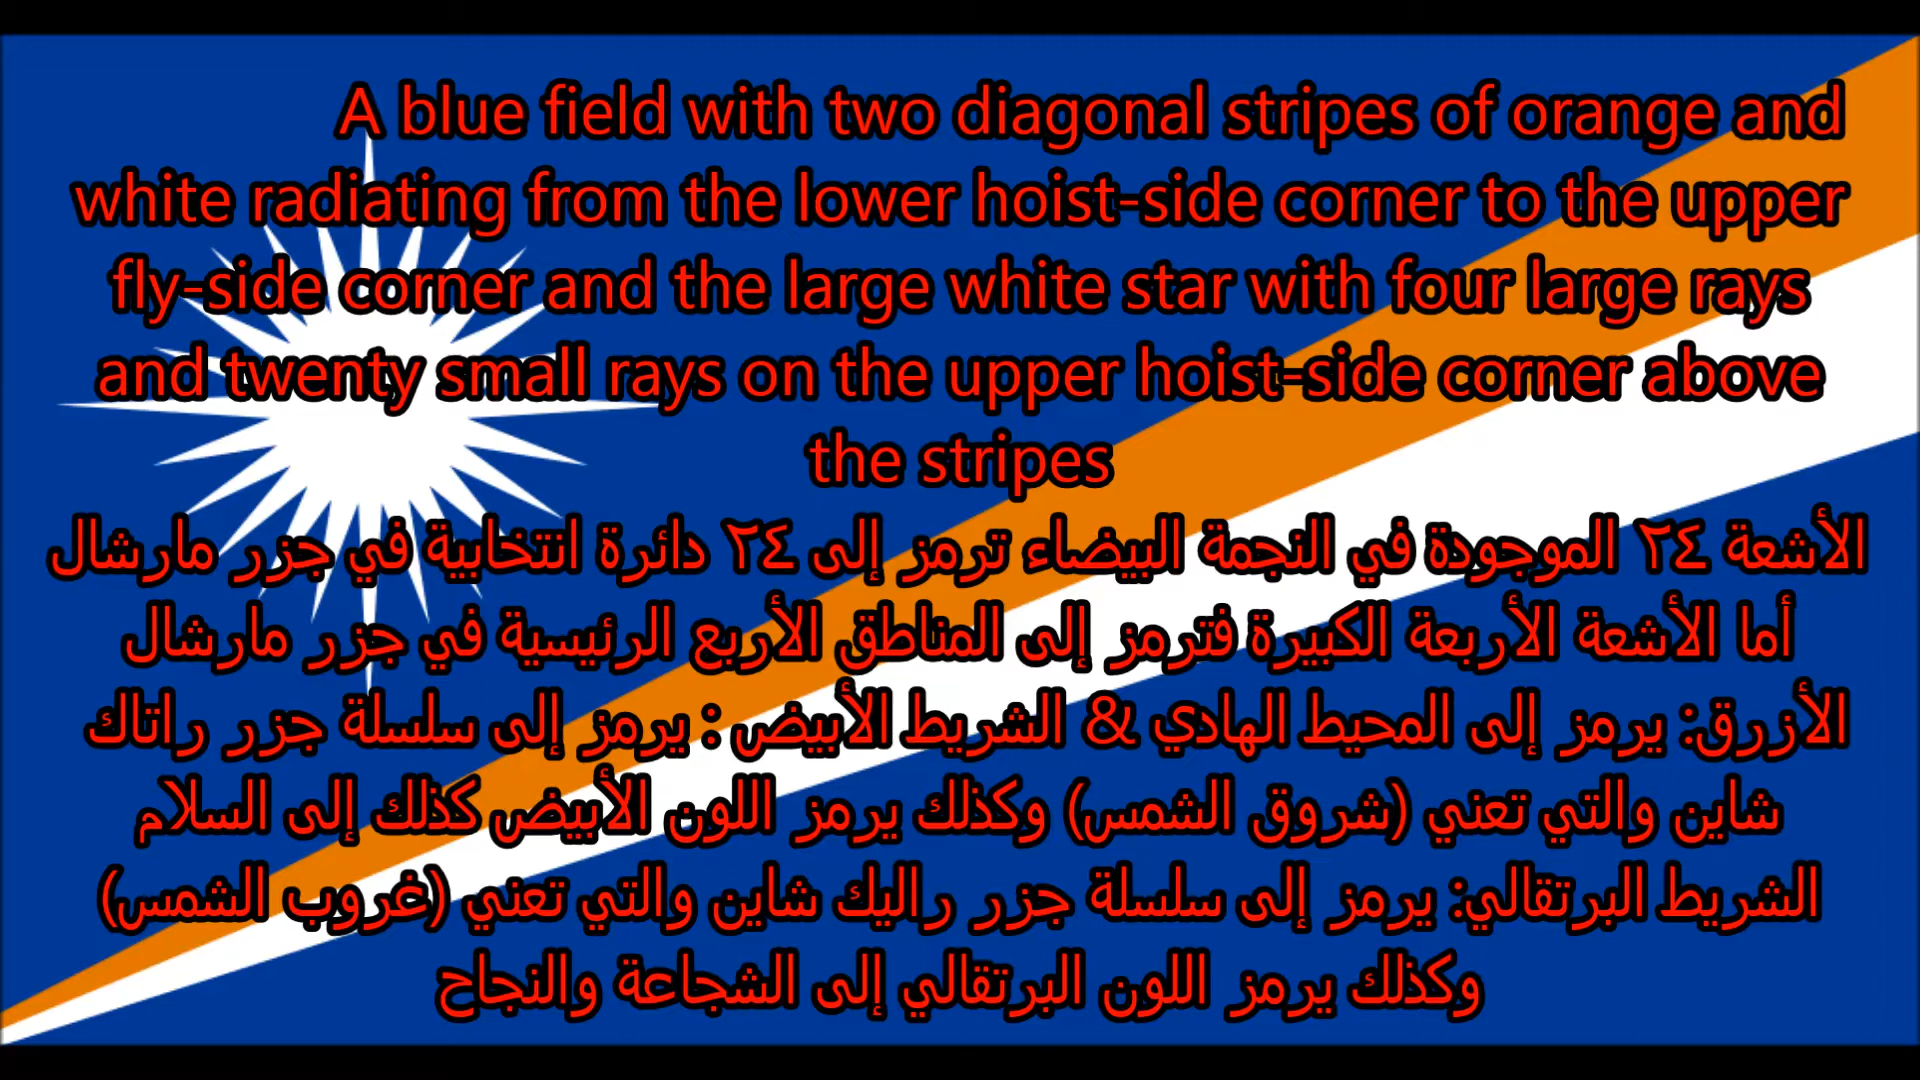 A blue field with two diagonal stripes of orange and
white radiating from the lower hoist-side corner to the upper
fly-side corner and the large white star with four large rays
and twenty small rays on the upper hoist-side corner above
the stripes
الأشعة ٢٤ الموجودة في النجمة البيضاء ترمز إلى ٢٤ دائرة انتخابية في جزر مارشال
أما الأشعة الأربعة الكبيرة فترمز إلى المناطق الأربع الرئيسية في جزر مارشال
الأزرق: يرمز إلى المحيط الهادي & الشريط الأبيض : يرمز إلى سلسلة جزر راتاك
شاين والتي تعني (شروق الشمس) وكذلك يرمز اللون الأبيض كذلك إلى السلام
الشريط البرتقالي: يرمز إلى سلسلة جزر راليك شاين والتي تعني (غروب الشمس)
وكذلك يرمز اللون البرتقالي إلى الشجاعة والنجاح